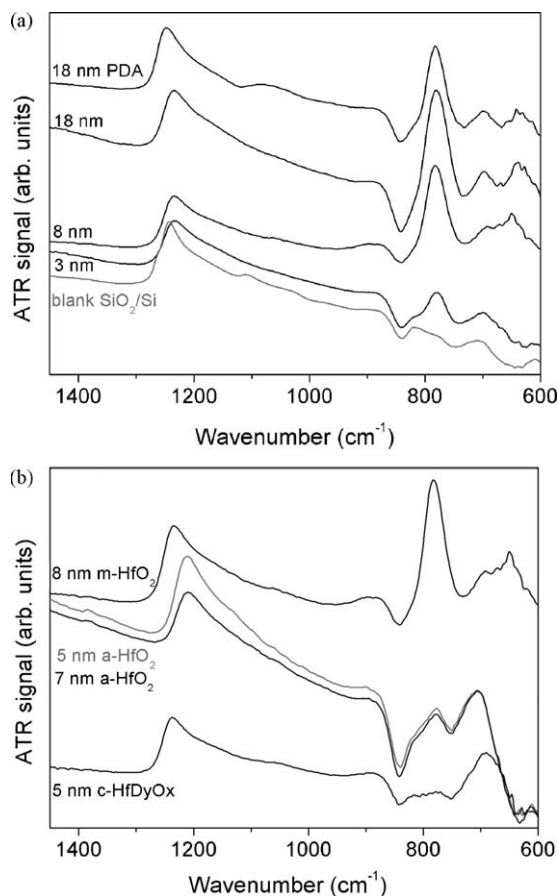 (a)
ATR signal (arb. units)
18 nm PDA
18 nm
8 nm
3 nm
blank SiO₂/Si
1400 1200 1000 800 600
Wavenumber (cm⁻¹)
(b)
ATR signal (arb. units)
8 nm m-HfO₂
5 nm a-HfO₂
7 nm a-HfO₂
5 nm c-HfDyOx
1400 1200 1000 800 600
Wavenumber (cm⁻¹)